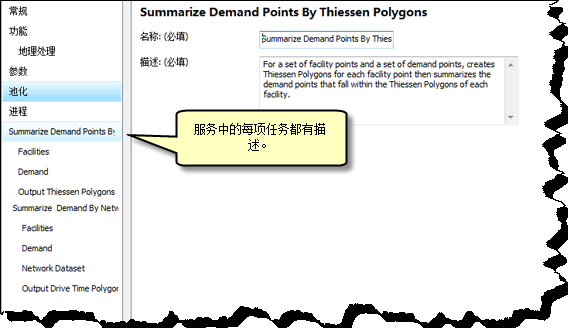 常规
功能
地理处理
参数
池化
进程
Summarize Demand Points By
Facilities
Demand
Output Thiessen Polygons
Summarize Demand By Netw
Facilities
Demand
Network Dataset
Output Drive Time Polygor
Summarize Demand Points By Thiessen Polygons
名称: (必填)
Summarize Demand Points By Thies
描述: (必填)
For a set of facility points and a set of demand points, creates
Thiessen Polygons for each facility point then summarizes the
demand points that fall within the Thiessen Polygons of each
facility.
服务中的每项任务都有描
述。